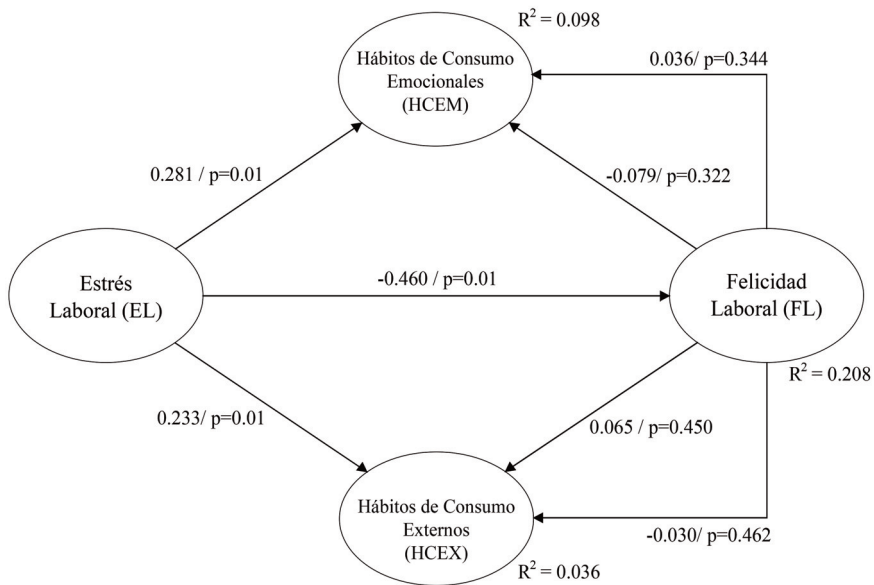 R² = 0.098
Hábitos de Consumo
Emocionales
(HCEM)
0.036/ p=0.344
0.281 / p=0.01
-0.079/ p=0.322
Estrés
Laboral (EL)
-0.460 / p=0.01
Felicidad
Laboral (FL)
R² = 0.208
0.233/ p=0.01
0.065 / p=0.450
Hábitos de Consumo
Externos
(HCEX)
-0.030/ p=0.462
R² = 0.036